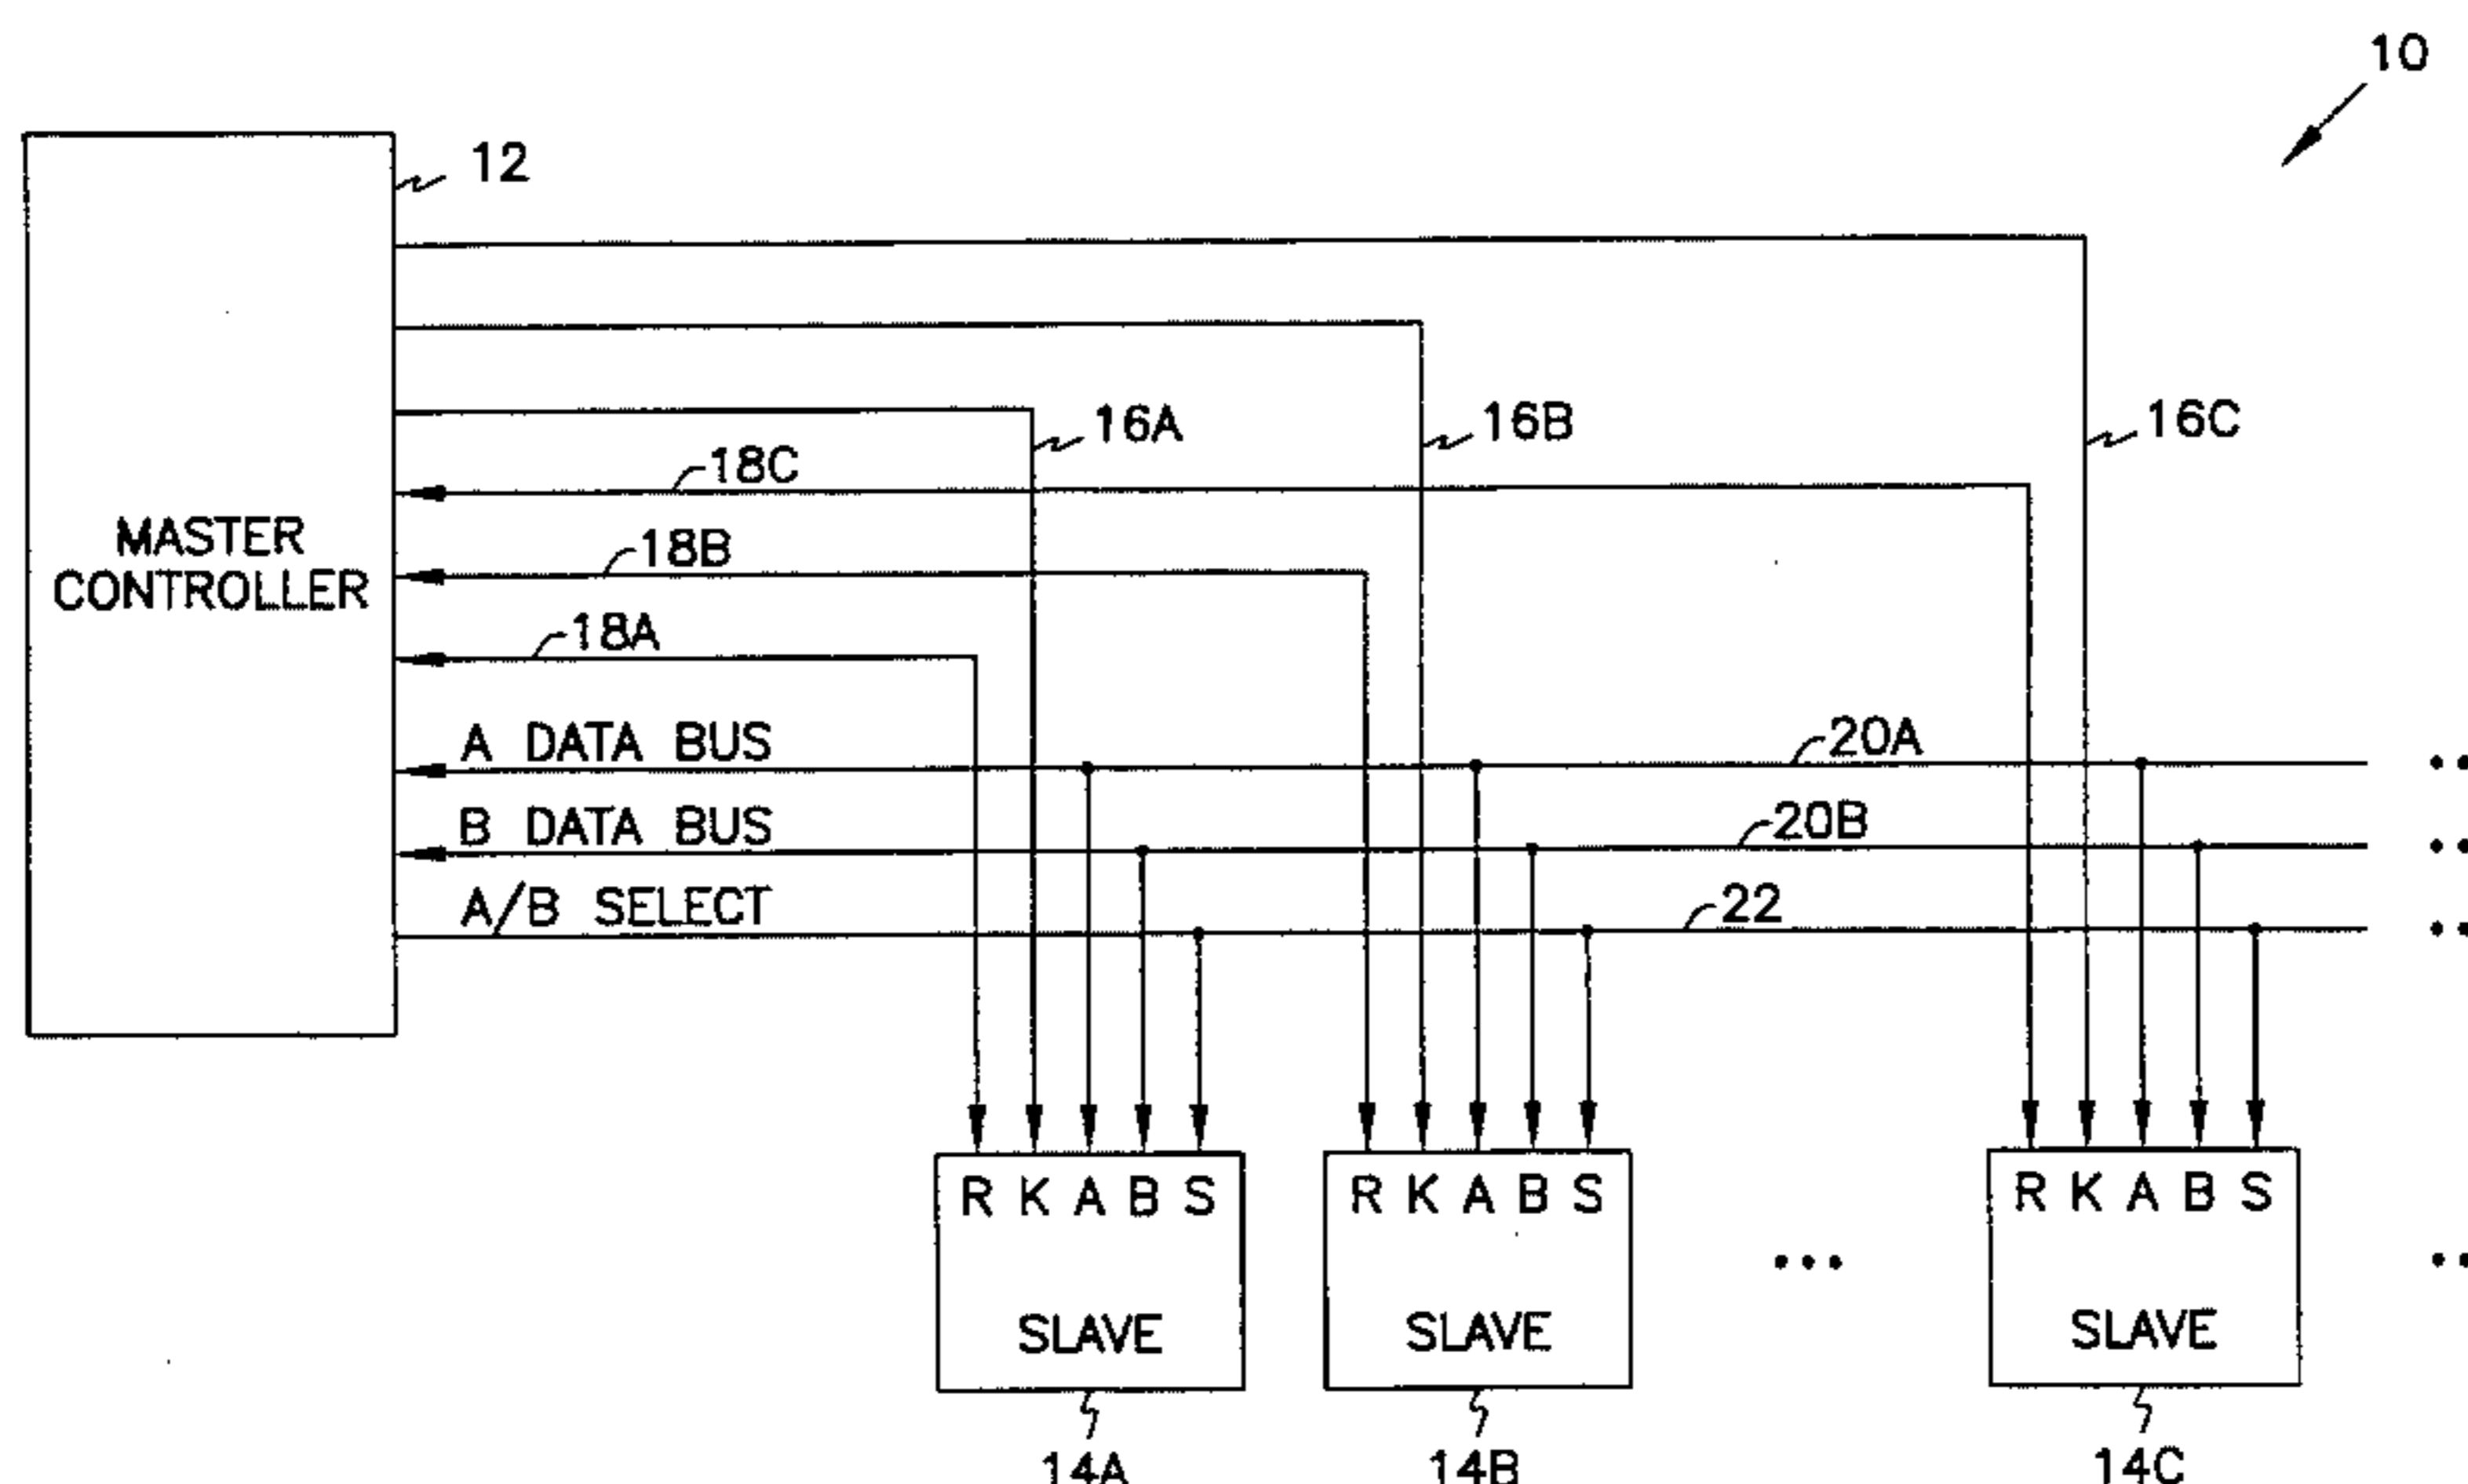 10
12
16A
16B
16C
18C
MASTER
CONTROLLER
18B
18A
A DATA BUS
20A
B DATA BUS
20B
A/B SELECT
22
R K A B S
R K A B S
R K A B S
SLAVE
SLAVE
SLAVE
14A
14B
14C